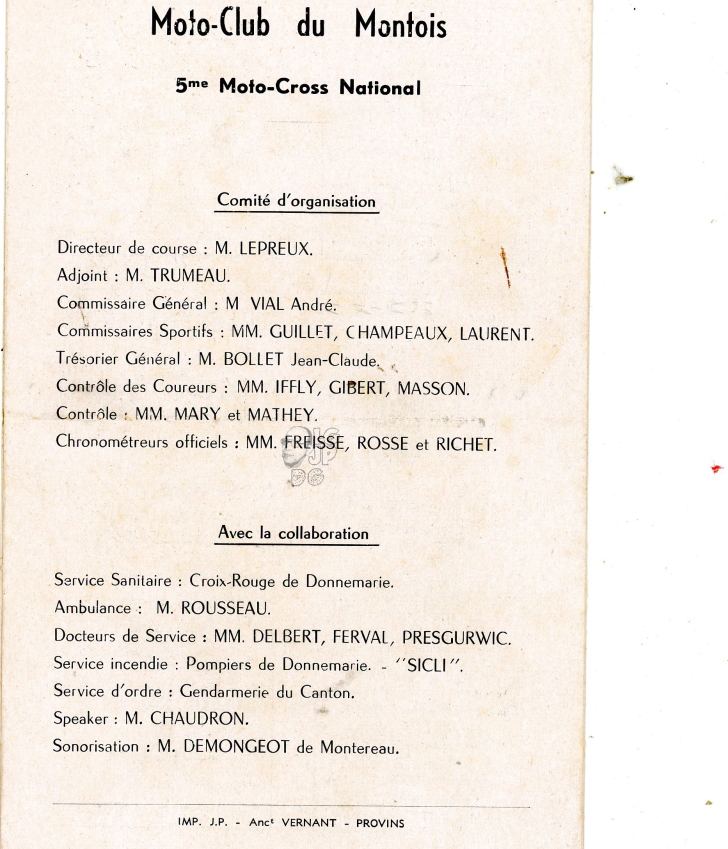 Moto-Club du Montois
5me Moto-Cross National
Comité d'organisation
Directeur de course : M. LEPREUX.
Adjoint : M. TRUMEAU.
Commissaire Général : M VIAL André.
Commissaires Sportifs : MM. GUILLET, CHAMPEAUX, LAURENT.
Trésorier Général : M. BOLLET Jean-Claude.
Contrôle des Coureurs : MM. IFFLY, GIBERT, MASSON.
Contrôle : MM. MARY et MATHEY.
Chronométreurs officiels : MM. FREISSE, ROSSE et RICHET.
Avec la collaboration
Service Sanitaire : Croix-Rouge de Donnemarie.
Ambulance : M. ROUSSEAU.
Docteurs de Service : MM. DELBERT, FERVAL, PRESGURWIC.
Service incendie : Pompiers de Donnemarie. - ''SICLI''.
Service d'ordre : Gendarmerie du Canton.
Speaker : M. CHAUDRON.
Sonorisation : M. DEMONGEOT de Montereau.
IMP. J.P. - Anct VERNANT - PROVINS